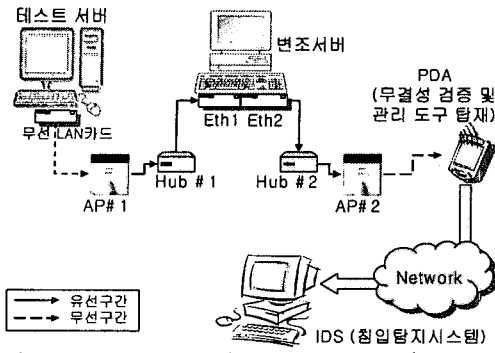 테스트 서버
변조서버
PDA
(무결성 검증 및
관리 도구 탑재)
Eth1 Eth2
무선 LAN카드
Hub # 1
Hub # 2
AP# 1
AP# 2
Network
유선구간
무선구간
IDS (침입탐지시스템)